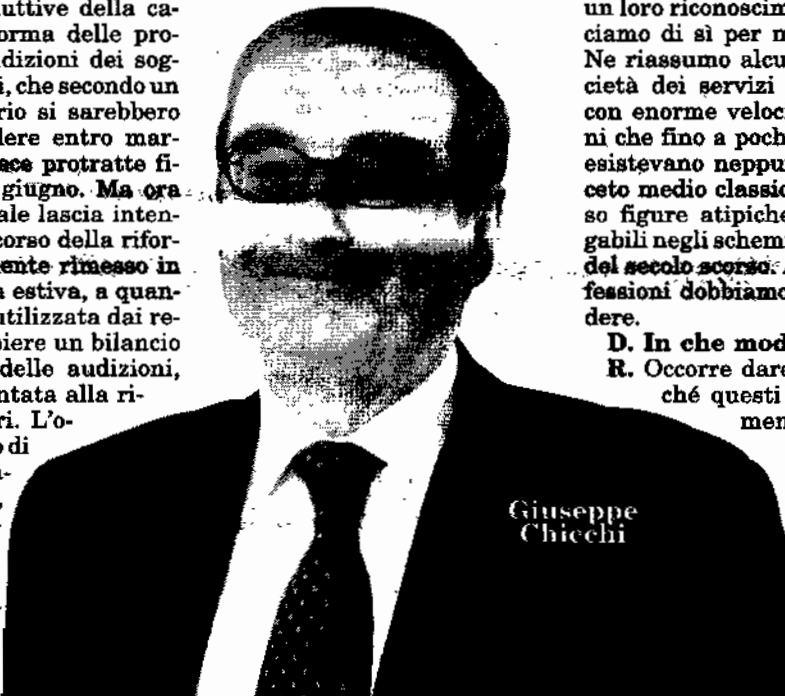 uttive della ca-
orma delle pro-
dizioni dei sog-
i, che secondo un
rio si sarebbero
dere entro mar-
protratte fi-
giugno. Ma ora
ale lascia inten-
corso della rifor-
ente rimesso in
a estiva, a quan-
utilizzata dai re-
piere un bilancio
delle audizioni,
ntata alla ri-
ri. L'o-
o di
un loro riconoscim
ciamo di sì per m
Ne riassumo alcu
cietà dei servizi
con enorme veloc
ni che fino a poch
esistevano neppu
ceto medio classic
so figure atipiche
gabili negli schem
del secolo scorso.
fessioni dobbiamo
dere.
D. In che mod
R. Occorre dare
ché questi
men
Giuseppe
Chicchi